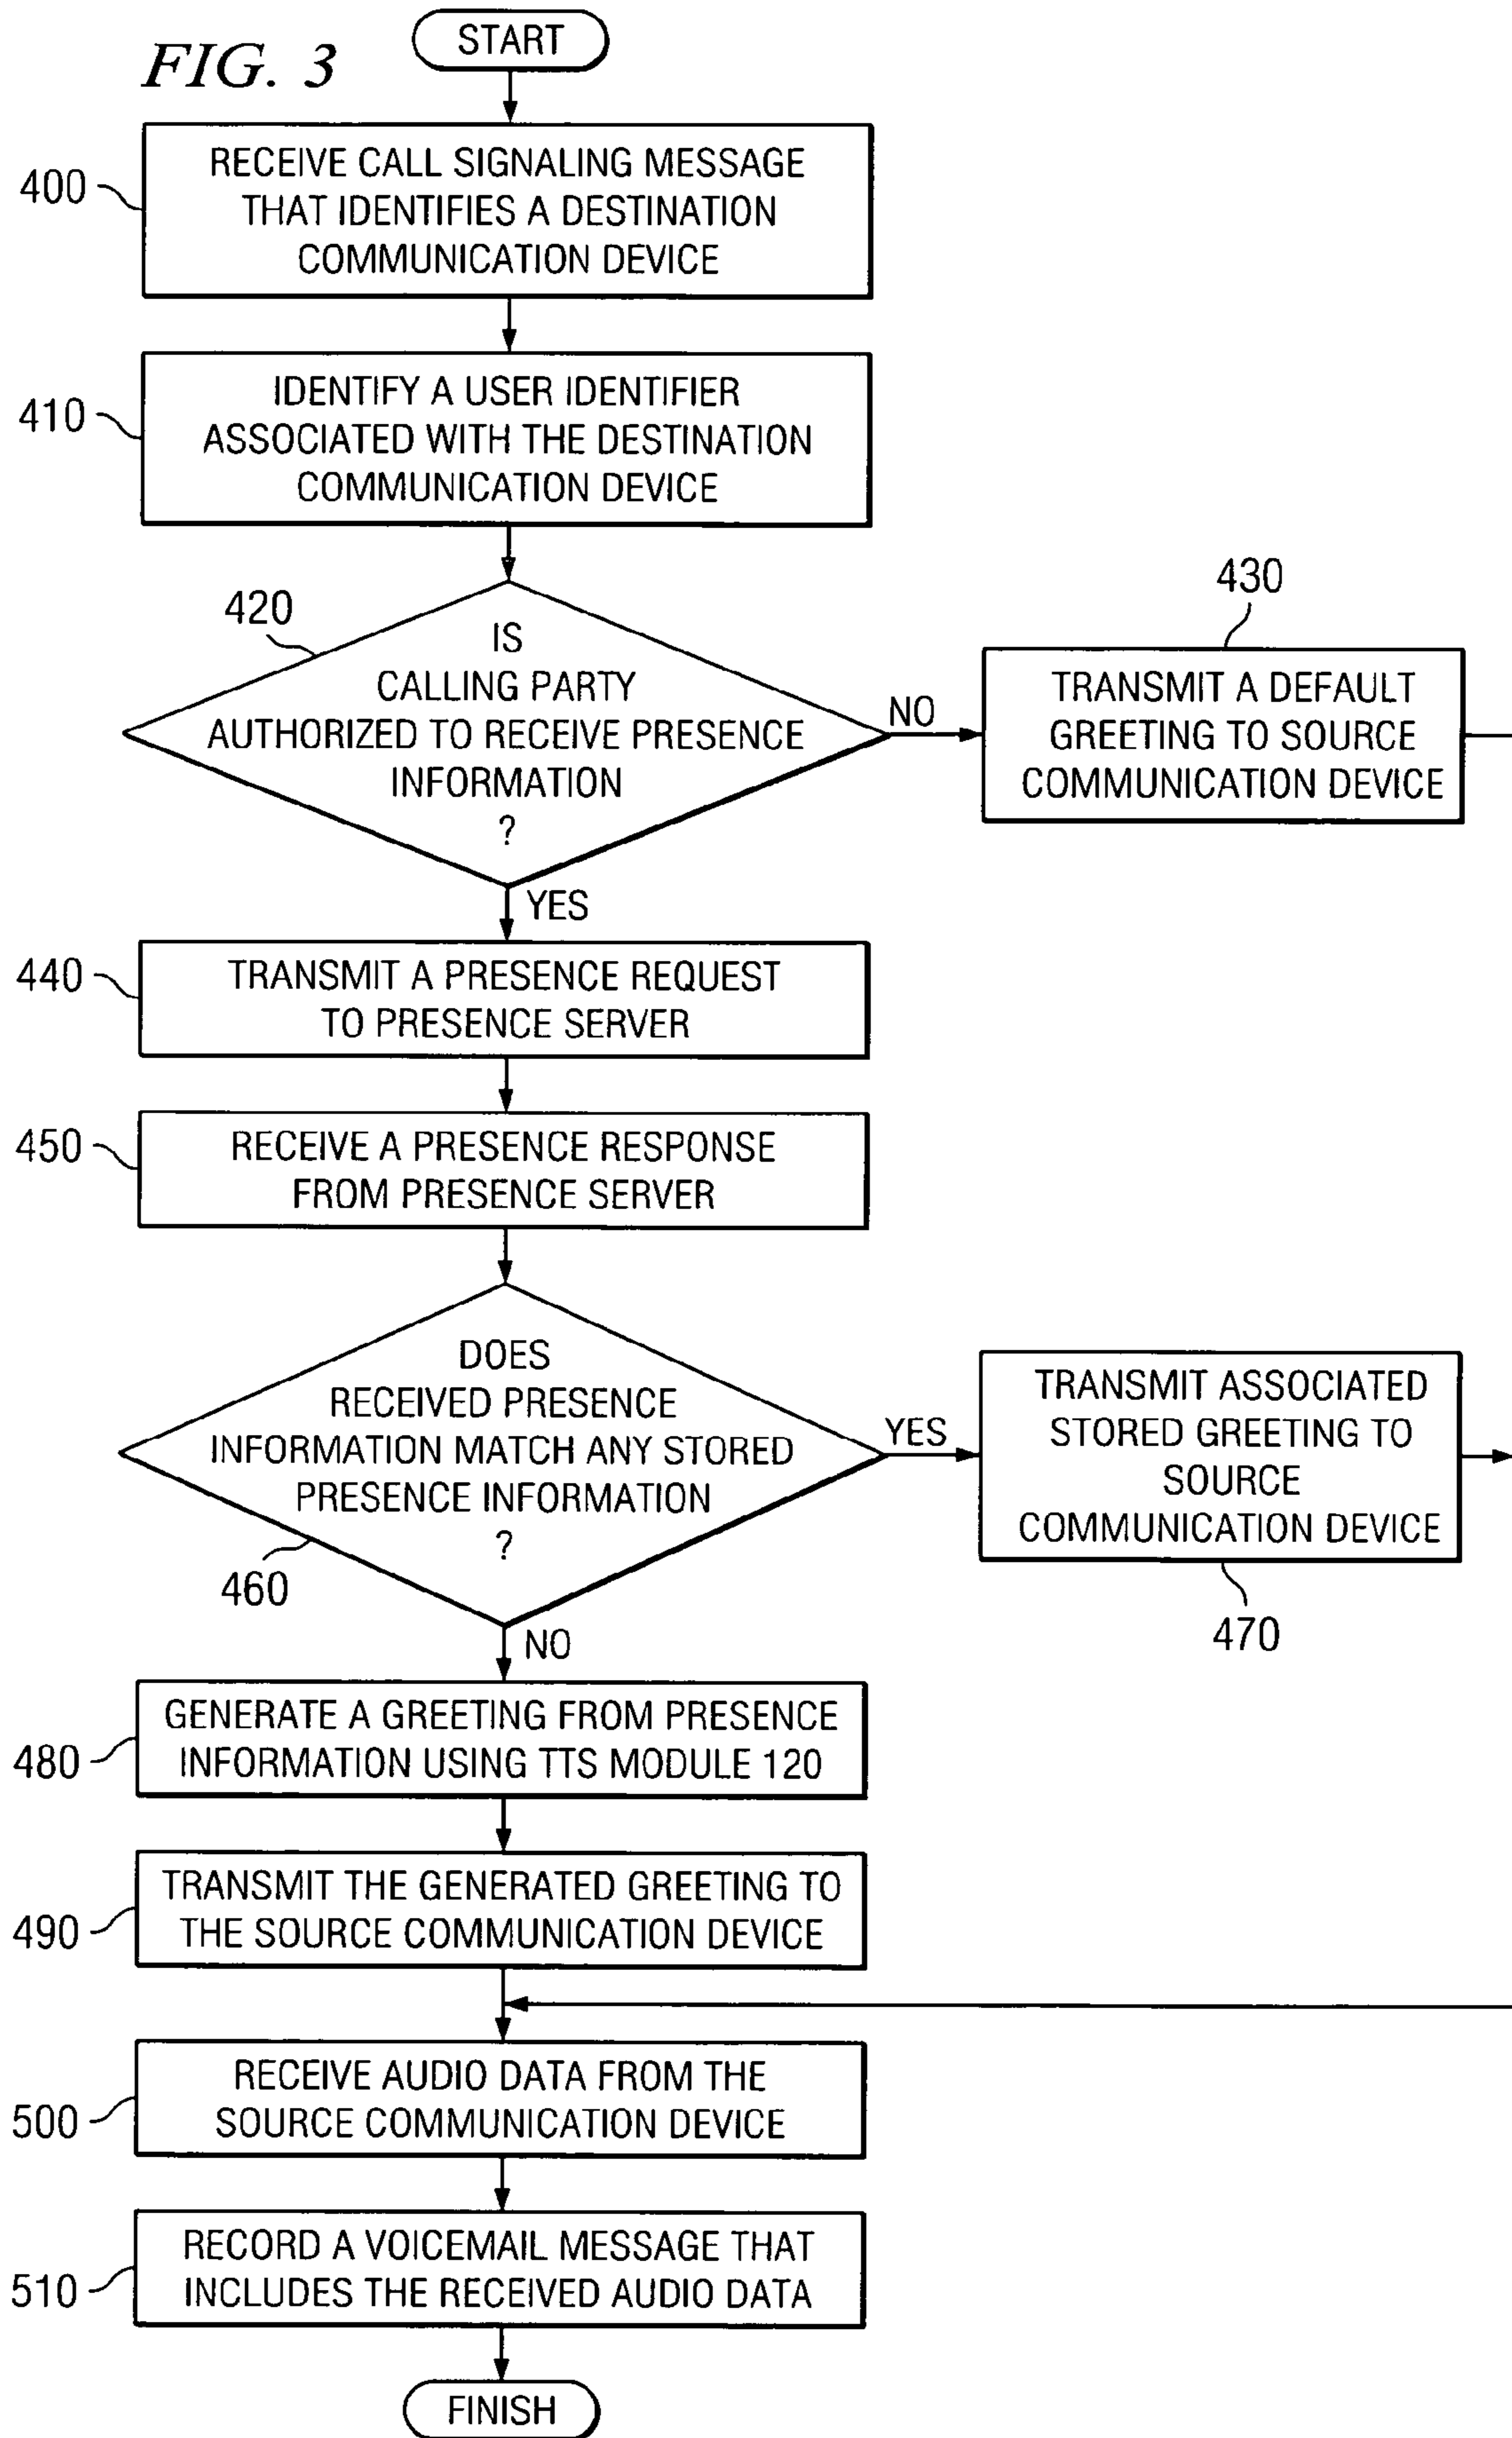 FIG. 3
START
400
RECEIVE CALL SIGNALING MESSAGE
THAT IDENTIFIES A DESTINATION
COMMUNICATION DEVICE
410
IDENTIFY A USER IDENTIFIER
ASSOCIATED WITH THE DESTINATION
COMMUNICATION DEVICE
420
IS
CALLING PARTY
AUTHORIZED TO RECEIVE PRESENCE
INFORMATION
?
NO
430
TRANSMIT A DEFAULT
GREETING TO SOURCE
COMMUNICATION DEVICE
YES
440
TRANSMIT A PRESENCE REQUEST
TO PRESENCE SERVER
450
RECEIVE A PRESENCE RESPONSE
FROM PRESENCE SERVER
DOES
RECEIVED PRESENCE
INFORMATION MATCH ANY STORED
PRESENCE INFORMATION
?
460
YES
TRANSMIT ASSOCIATED
STORED GREETING TO
SOURCE
COMMUNICATION DEVICE
470
NO
480
GENERATE A GREETING FROM PRESENCE
INFORMATION USING TTS MODULE 120
490
TRANSMIT THE GENERATED GREETING TO
THE SOURCE COMMUNICATION DEVICE
500
RECEIVE AUDIO DATA FROM THE
SOURCE COMMUNICATION DEVICE
510
RECORD A VOICEMAIL MESSAGE THAT
INCLUDES THE RECEIVED AUDIO DATA
FINISH